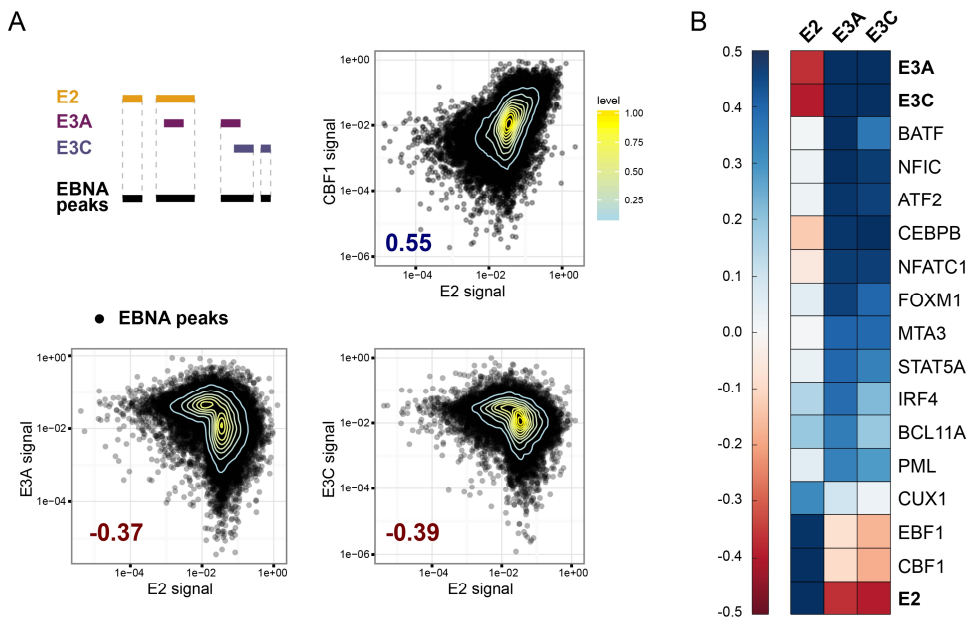 A
E2
E3A
E3C
EBNA
peaks
CBF1 signal
1e+00
1e−02
1e−04
1e−06
0.55
1e−04
1e−02
1e+00
E2 signal
level
1.00
0.75
0.50
0.25
EBNA peaks
E3A signal
1e+00
1e−02
1e−04
-0.37
1e−04
1e−02
1e+00
E2 signal
E3C signal
1e+00
1e−02
1e−04
1e−06
-0.39
1e−04
1e−02
1e+00
E2 signal
B
E2 E3A E3C
0.5
0.4
0.3
0.2
0.1
0.0
-0.1
-0.2
-0.3
-0.4
-0.5
E3A
E3C
BATF
NFIC
ATF2
CEBPB
NFATC1
FOXM1
MTA3
STAT5A
IRF4
BCL11A
PML
CUX1
EBF1
CBF1
E2